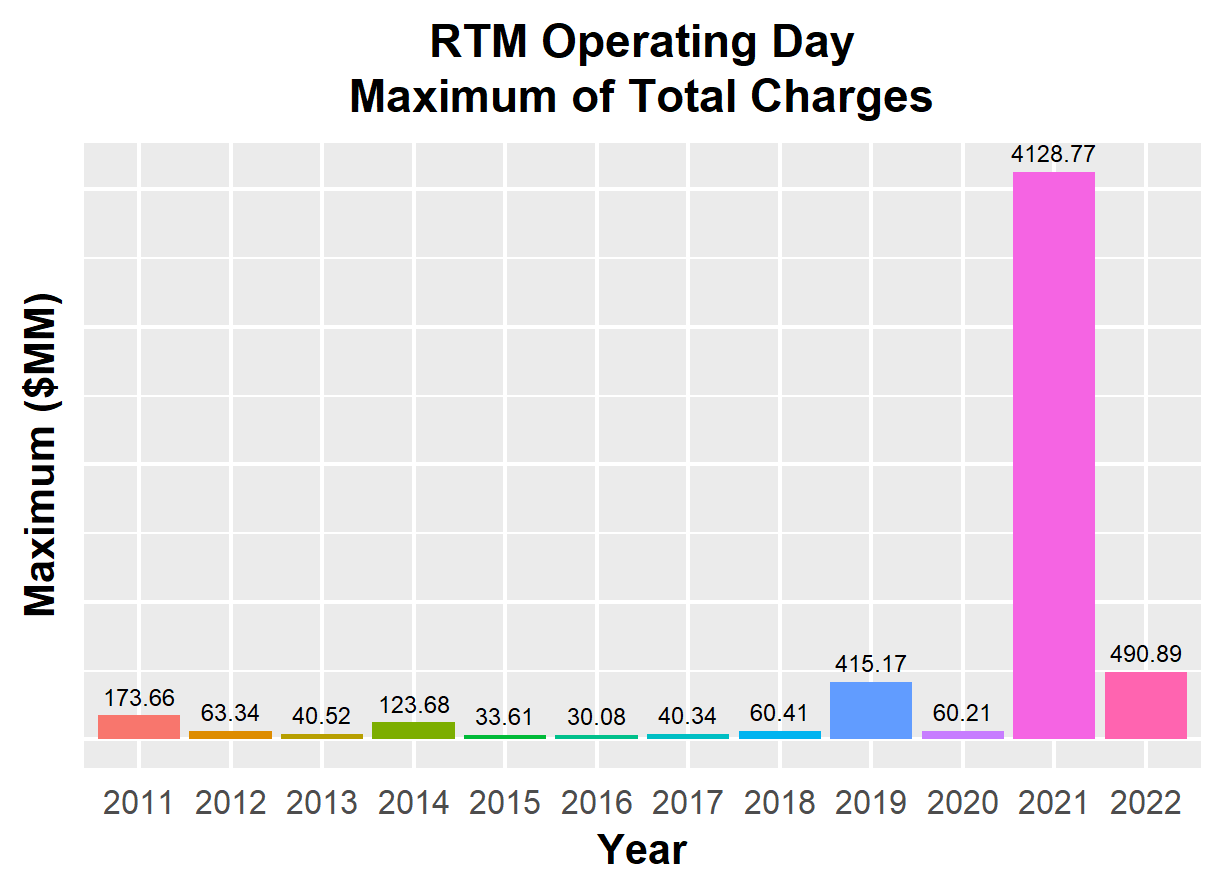 RTM Operating Day
Maximum of Total Charges
Maximum ($MM)
173.66
63.34
40.52
123.68
33.61
30.08
40.34
60.41
415.17
60.21
4128.77
490.89
2011 2012 2013 2014 2015 2016 2017 2018 2019 2020 2021 2022
Year